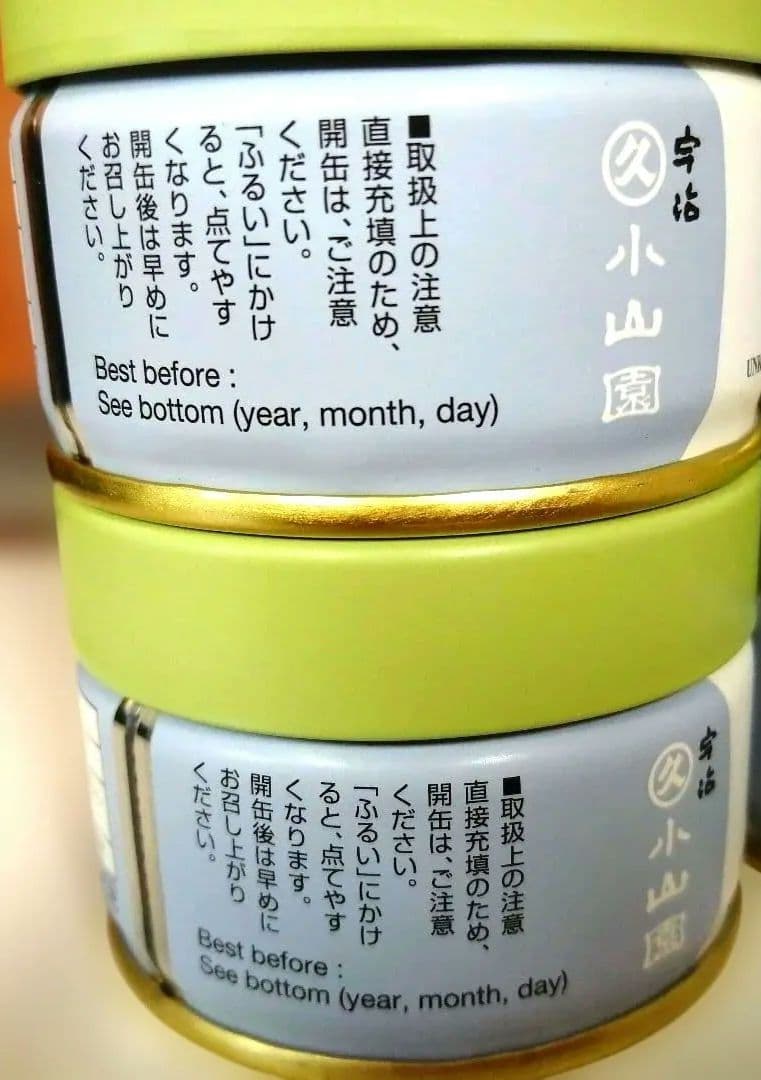 宇治
久
小山園
■取扱上の注意
直接充填のため、
開缶は、ご注意
ください。
「ふるい」にかけ
ると、点てやす
くなります。
開缶後は早めに
お召し上がり
ください。
Best before :
See bottom (year, month, day)
宇治
久
小山園
■取扱上の注意
直接充填のため、
開缶は、ご注意
ください。
「ふるい」にかけ
ると、点てやす
くなります。
開缶後は早めに
お召し上がり
ください。
Best before :
See bottom (year, month, day)